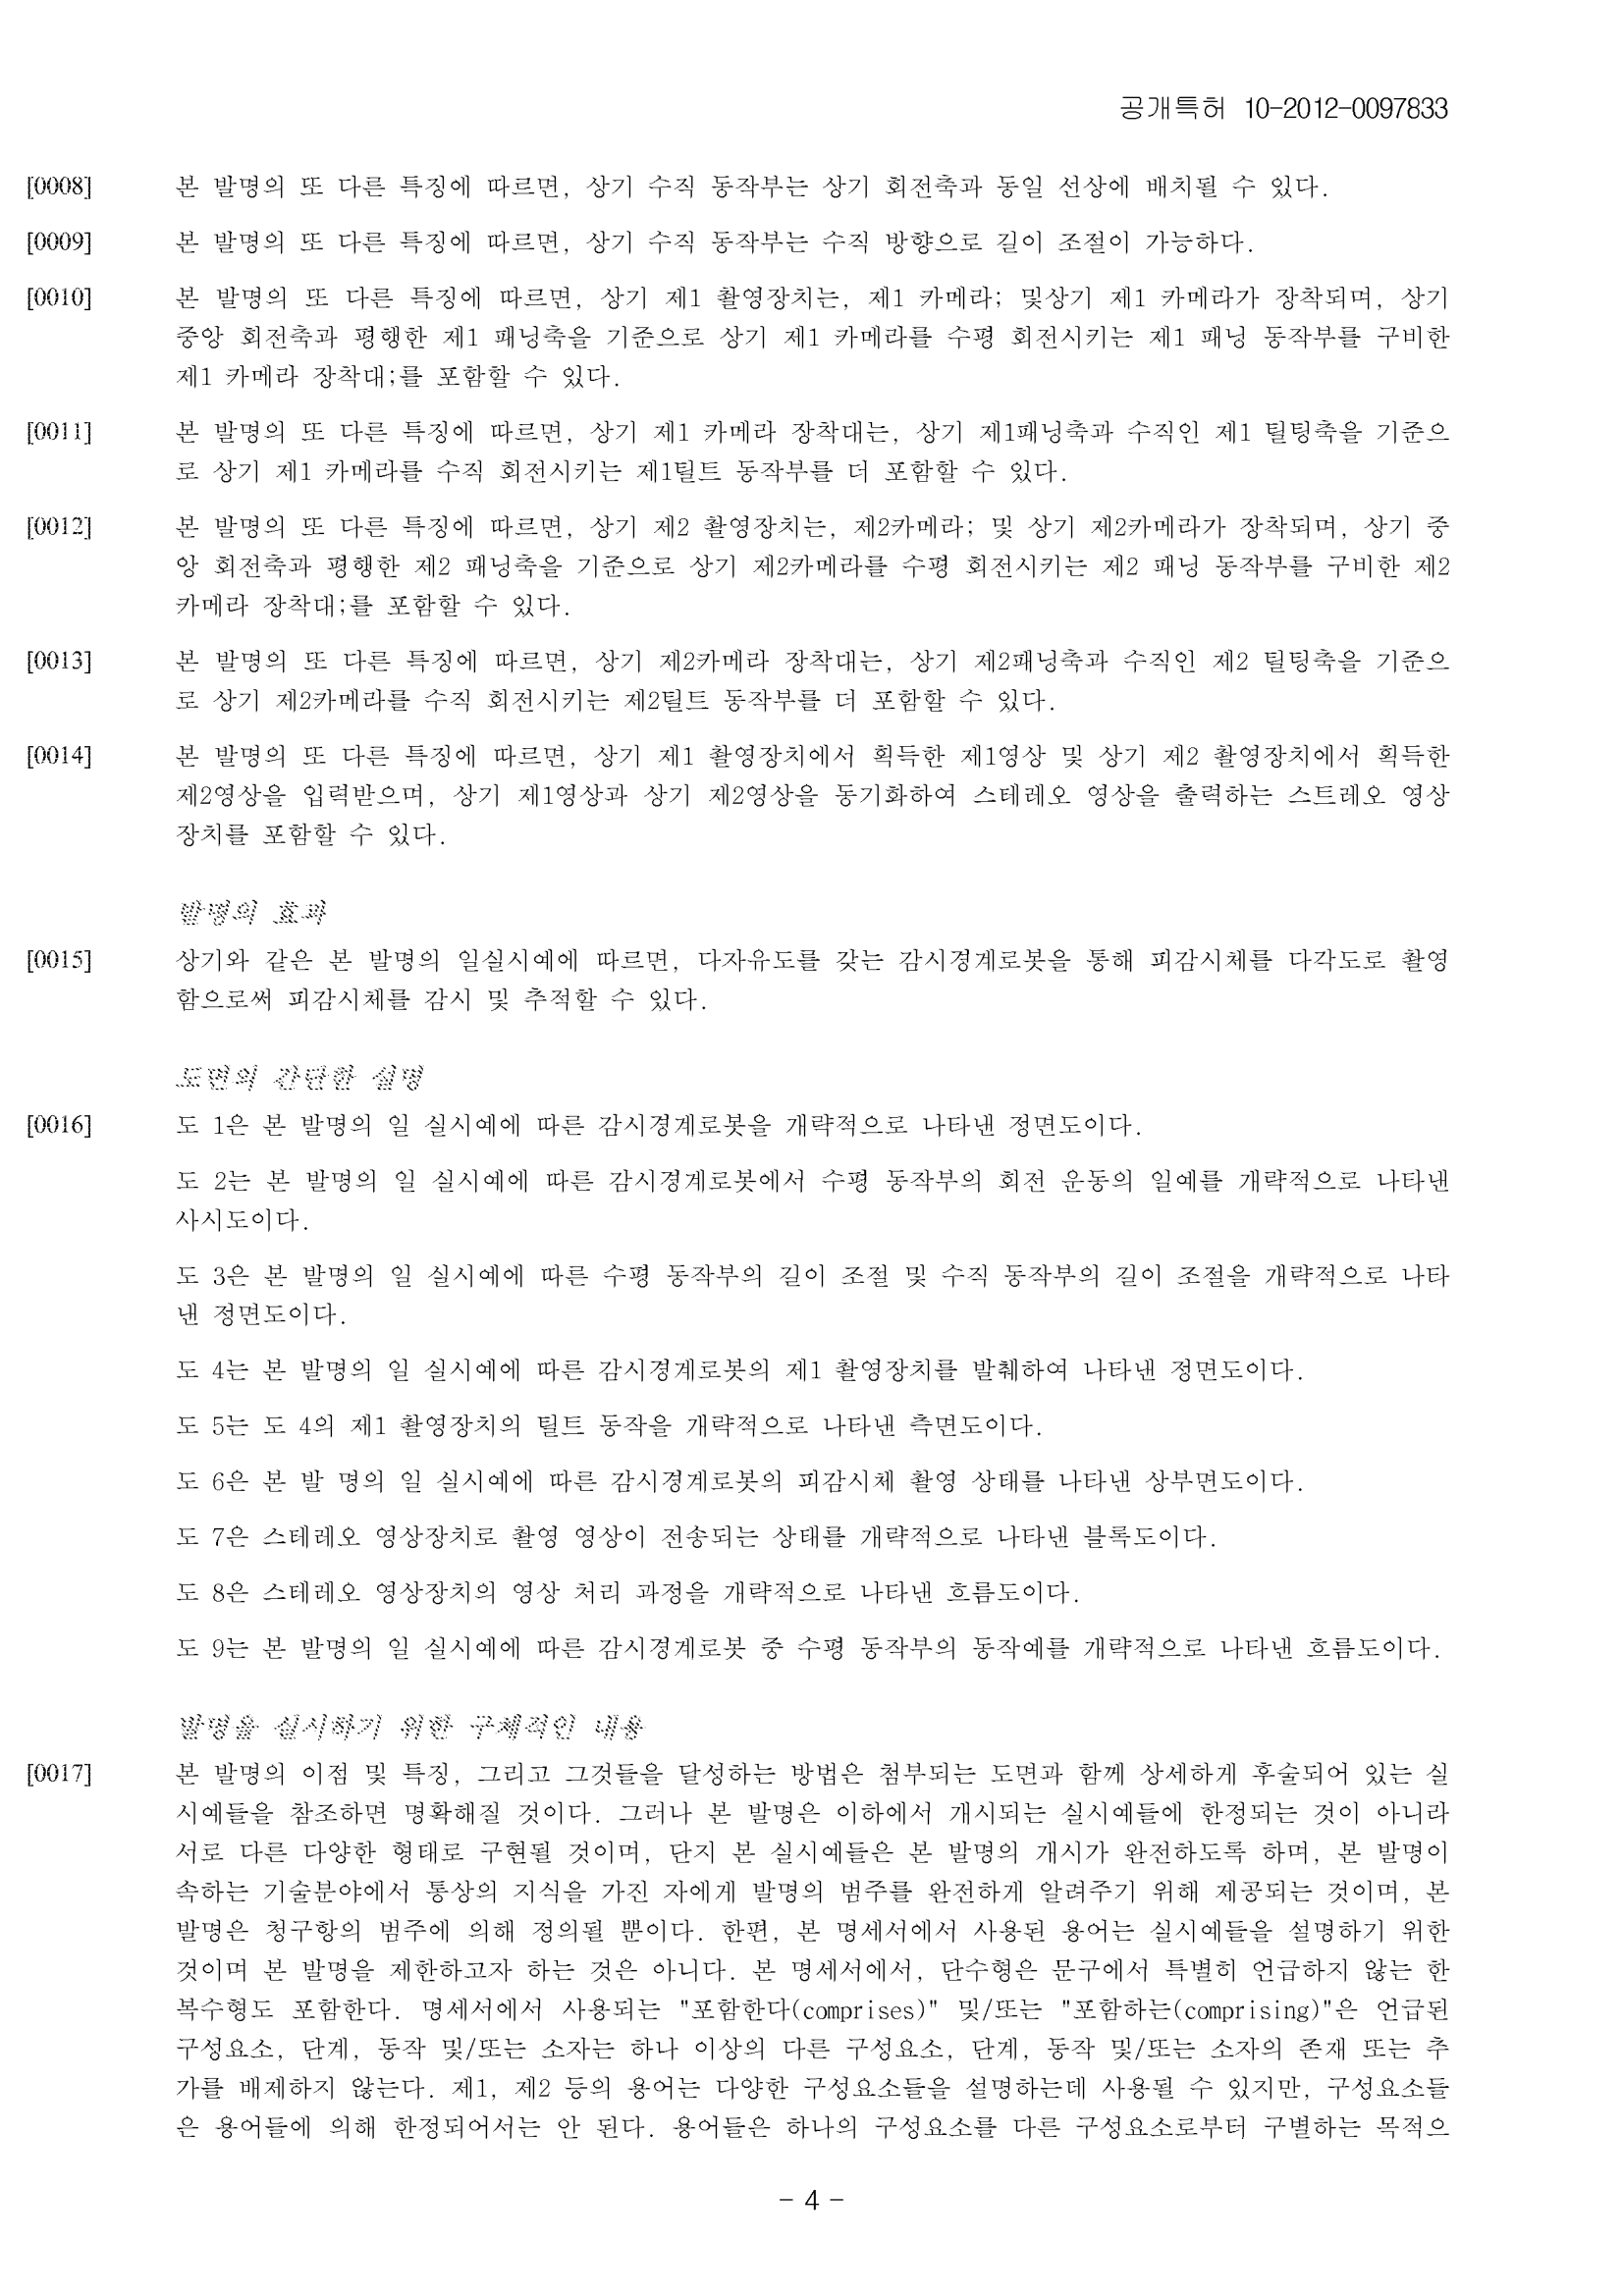 공개특허 10-2012-0097833
[0008] 본 발명의 또 다른 특징에 따르면, 상기 수직 동작부는 상기 회전축과 동일 선상에 배치될 수 있다.
[0009] 본 발명의 또 다른 특징에 따르면, 상기 수직 동작부는 수직 방향으로 길이 조절이 가능하다.
[0010] 본 발명의 또 다른 특징에 따르면, 상기 제1 촬영장치는, 제1 카메라; 및상기 제1 카메라가 장착되며, 상기
중앙 회전축과 평행한 제1 패닝축을 기준으로 상기 제1 카메라를 수평 회전시키는 제1 패닝 동작부를 구비한
제1 카메라 장착대;를 포함할 수 있다.
[0011] 본 발명의 또 다른 특징에 따르면, 상기 제1 카메라 장착대는, 상기 제1패닝축과 수직인 제1 틸팅축을 기준으
로 상기 제1 카메라를 수직 회전시키는 제1틸트 동작부를 더 포함할 수 있다.
[0012] 본 발명의 또 다른 특징에 따르면, 상기 제2 촬영장치는, 제2카메라; 및 상기 제2카메라가 장착되며, 상기 중
앙 회전축과 평행한 제2 패닝축을 기준으로 상기 제2카메라를 수평 회전시키는 제2 패닝 동작부를 구비한 제2
카메라 장착대;를 포함할 수 있다.
[0013] 본 발명의 또 다른 특징에 따르면, 상기 제2카메라 장착대는, 상기 제2패닝축과 수직인 제2 틸팅축을 기준으
로 상기 제2카메라를 수직 회전시키는 제2틸트 동작부를 더 포함할 수 있다.
[0014] 본 발명의 또 다른 특징에 따르면, 상기 제1 촬영장치에서 획득한 제1영상 및 상기 제2 촬영장치에서 획득한
제2영상을 입력받으며, 상기 제1영상과 상기 제2영상을 동기화하여 스테레오 영상을 출력하는 스트레오 영상
장치를 포함할 수 있다.
발명의 효과
[0015] 상기와 같은 본 발명의 일실시예에 따르면, 다자유도를 갖는 감시경계로봇을 통해 피감시체를 다각도로 촬영
함으로써 피감시체를 감시 및 추적할 수 있다.
도면의 간단한 설명
[0016] 도 1은 본 발명의 일 실시예에 따른 감시경계로봇을 개략적으로 나타낸 정면도이다.
도 2는 본 발명의 일 실시예에 따른 감시경계로봇에서 수평 동작부의 회전 운동의 일예를 개략적으로 나타낸
사시도이다.
도 3은 본 발명의 일 실시예에 따른 수평 동작부의 길이 조절 및 수직 동작부의 길이 조절을 개략적으로 나타
낸 정면도이다.
도 4는 본 발명의 일 실시예에 따른 감시경계로봇의 제1 촬영장치를 발췌하여 나타낸 정면도이다.
도 5는 도 4의 제1 촬영장치의 틸트 동작을 개략적으로 나타낸 측면도이다.
도 6은 본 발 명의 일 실시예에 따른 감시경계로봇의 피감시체 촬영 상태를 나타낸 상부면도이다.
도 7은 스테레오 영상장치로 촬영 영상이 전송되는 상태를 개략적으로 나타낸 블록도이다.
도 8은 스테레오 영상장치의 영상 처리 과정을 개략적으로 나타낸 흐름도이다.
도 9는 본 발명의 일 실시예에 따른 감시경계로봇 중 수평 동작부의 동작예를 개략적으로 나타낸 흐름도이다.
발명을 실시하기 위한 구체적인 내용
[0017] 본 발명의 이점 및 특징, 그리고 그것들을 달성하는 방법은 첨부되는 도면과 함께 상세하게 후술되어 있는 실
시예들을 참조하면 명확해질 것이다. 그러나 본 발명은 이하에서 개시되는 실시예들에 한정되는 것이 아니라
서로 다른 다양한 형태로 구현될 것이며, 단지 본 실시예들은 본 발명의 개시가 완전하도록 하며, 본 발명이
속하는 기술분야에서 통상의 지식을 가진 자에게 발명의 범주를 완전하게 알려주기 위해 제공되는 것이며, 본
발명은 청구항의 범주에 의해 정의될 뿐이다. 한편, 본 명세서에서 사용된 용어는 실시예들을 설명하기 위한
것이며 본 발명을 제한하고자 하는 것은 아니다. 본 명세서에서, 단수형은 문구에서 특별히 언급하지 않는 한
복수형도 포함한다. 명세서에서 사용되는 "포함한다(comprises)" 및/또는 "포함하는(comprising)"은 언급된
구성요소, 단계, 동작 및/또는 소자는 하나 이상의 다른 구성요소, 단계, 동작 및/또는 소자의 존재 또는 추
가를 배제하지 않는다. 제1, 제2 등의 용어는 다양한 구성요소들을 설명하는데 사용될 수 있지만, 구성요소들
은 용어들에 의해 한정되어서는 안 된다. 용어들은 하나의 구성요소를 다른 구성요소로부터 구별하는 목적으
- 4 -